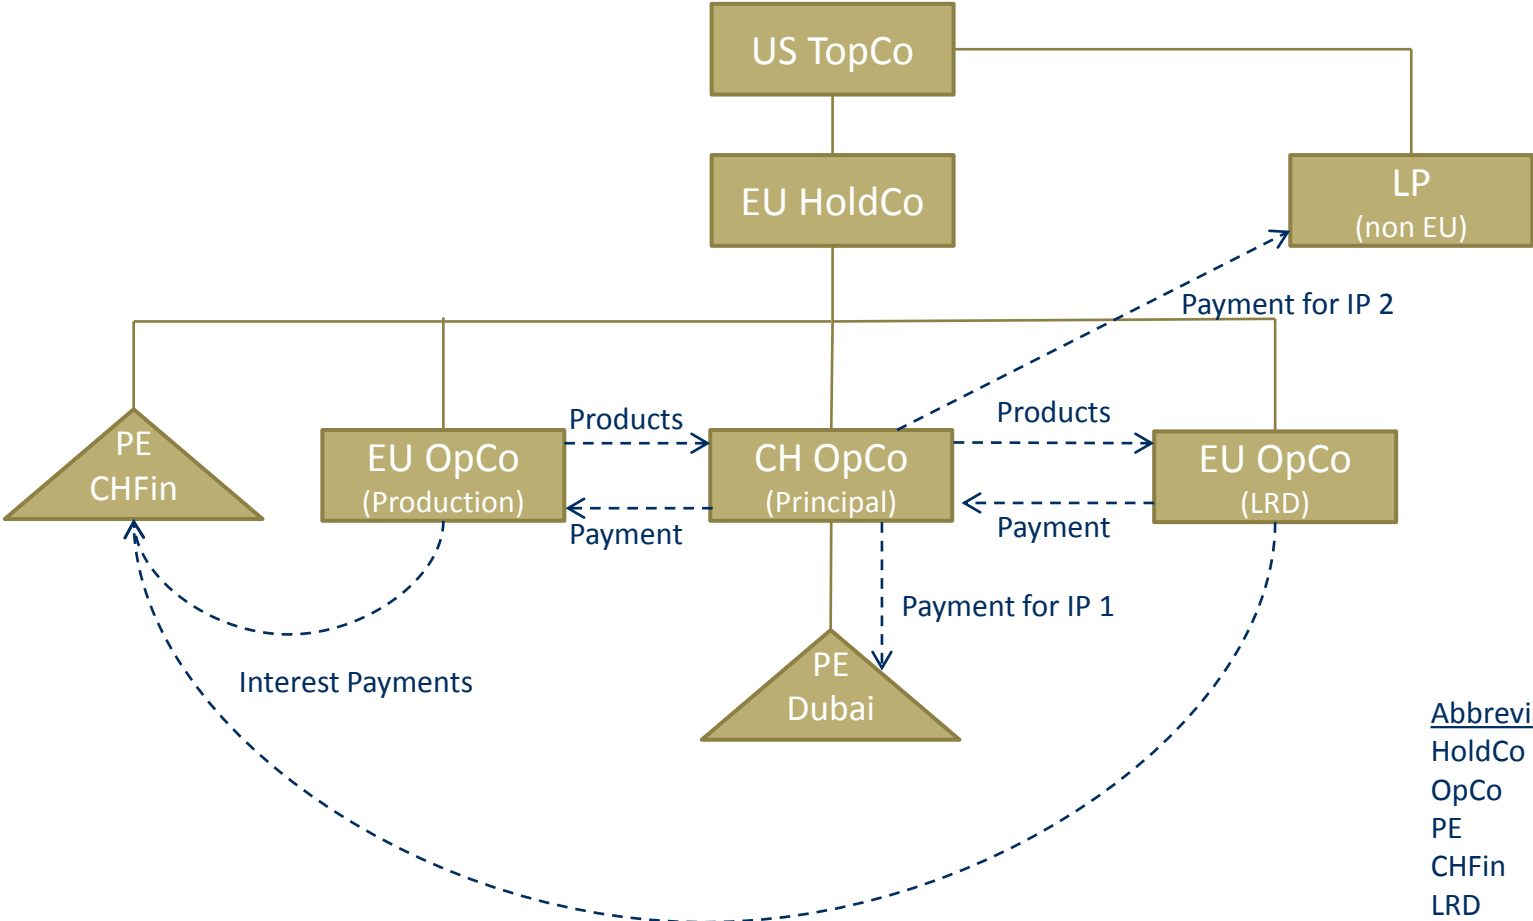 US TopCo
EU HoldCo
LP
(non EU)
Payment for IP 2
PE
CHFin
EU OpCo
(Production)
Products
Payment
CH OpCo
(Principal)
Products
Payment
EU OpCo
(LRD)
Payment for IP 1
Interest Payments
PE
Dubai
Abbrevi
HoldCo
OpCo
PE
CHFin
LRD